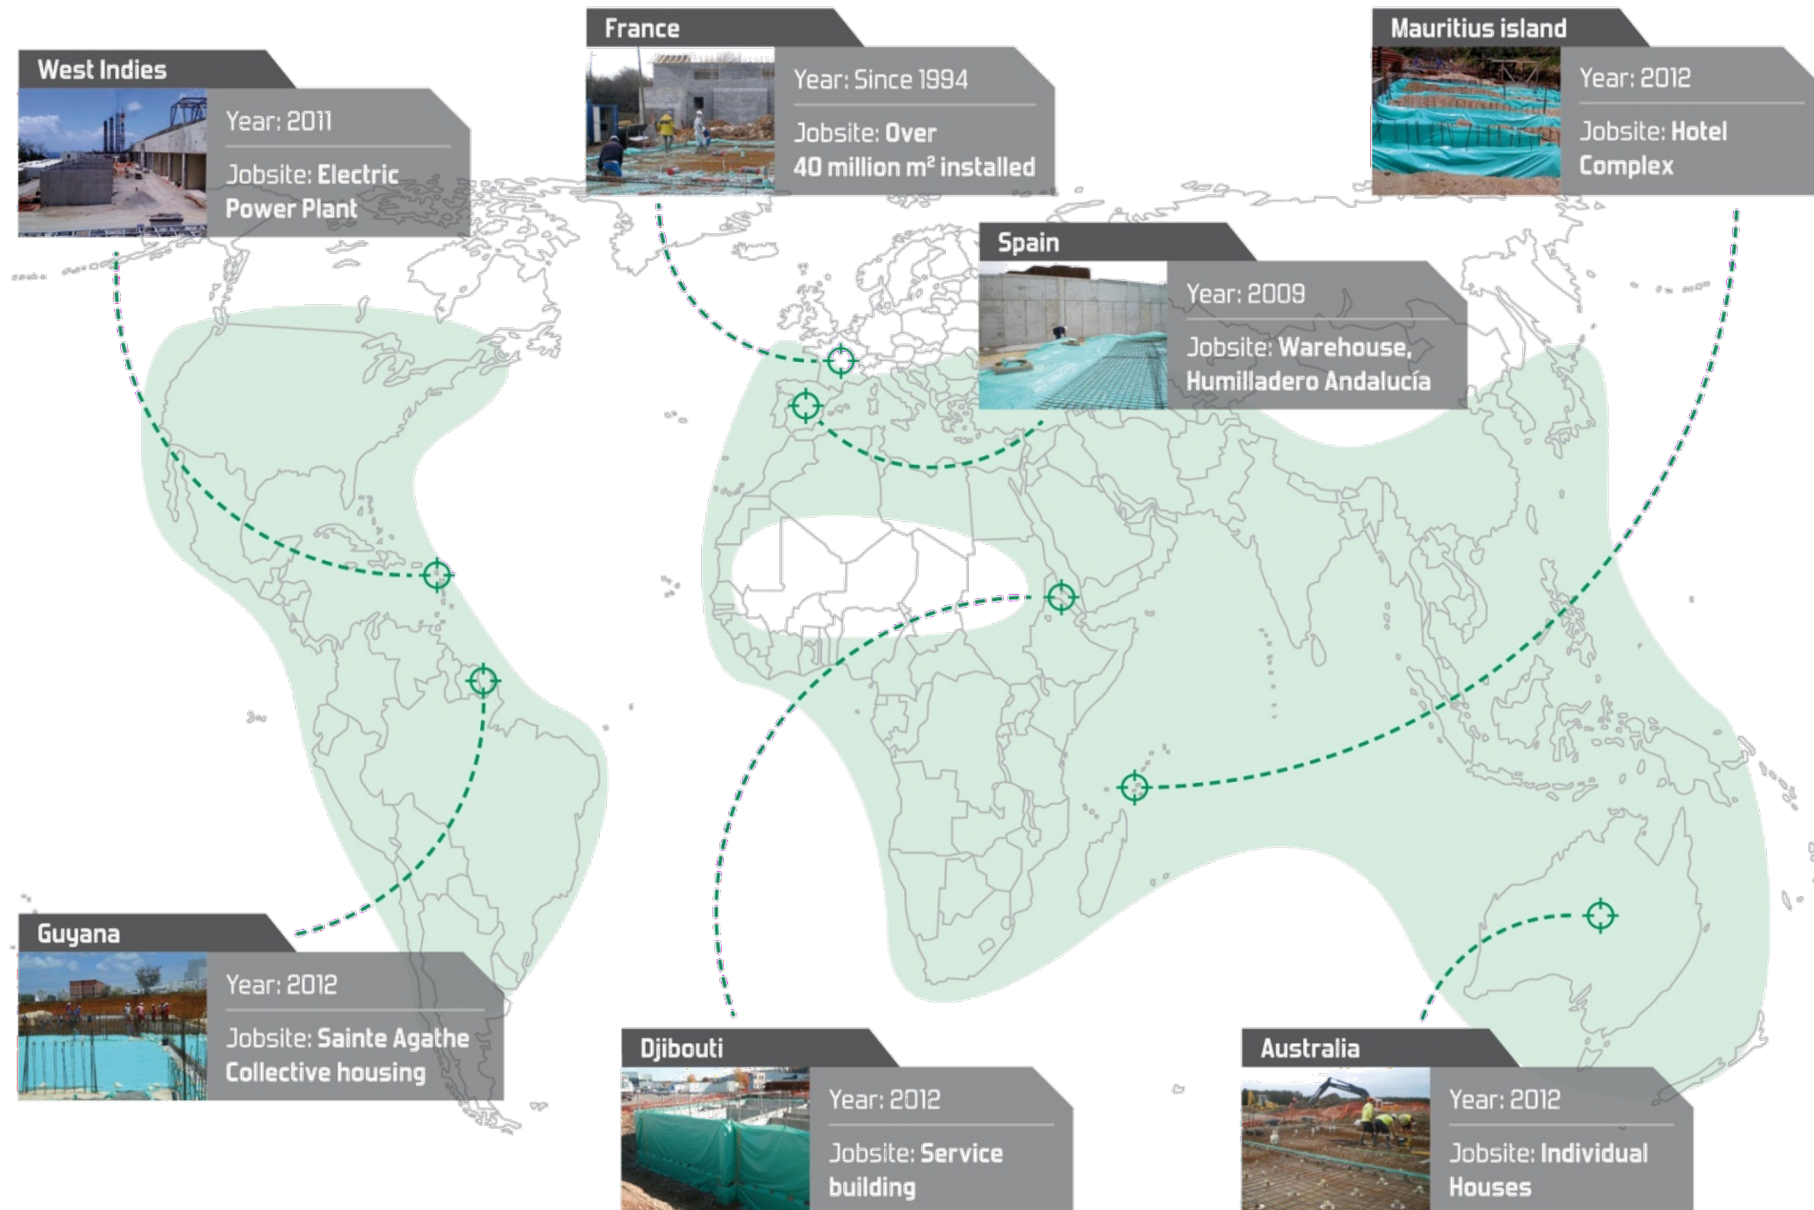 West Indies
Year: 2011
Jobsite: Electric
Power Plant
France
Year: Since 1994
Jobsite: Over
40 million m² installed
Mauritius island
Year: 2012
Jobsite: Hotel
Complex
Spain
Year: 2009
Jobsite: Warehouse,
Humilladero Andalucía
Guyana
Year: 2012
Jobsite: Sainte Agathe
Collective housing
Djibouti
Year: 2012
Jobsite: Service
building
Australia
Year: 2012
Jobsite: Individual
Houses